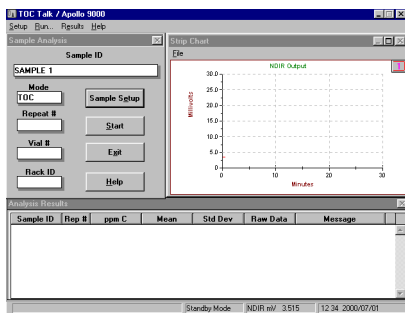 TOC Talk / Apollo 9000
Setup Run... Results Help
Sample Analysis
Sample ID
SAMPLE 1
Mode
TOC
Sample Setup
Repeat #
Start
Vial #
Exit
Rack ID
Help
Strip Chart
File
NDIR Output
1
Millivolts
30.0
25.0
20.0
15.0
10.0
5.0
0.0
0 10 20 30
Minutes
Analysis Results
Sample ID Rep # ppm C Mean Std Dev Raw Data Message
Standby Mode NDIR mV 3.515 12 34 2000/07/01